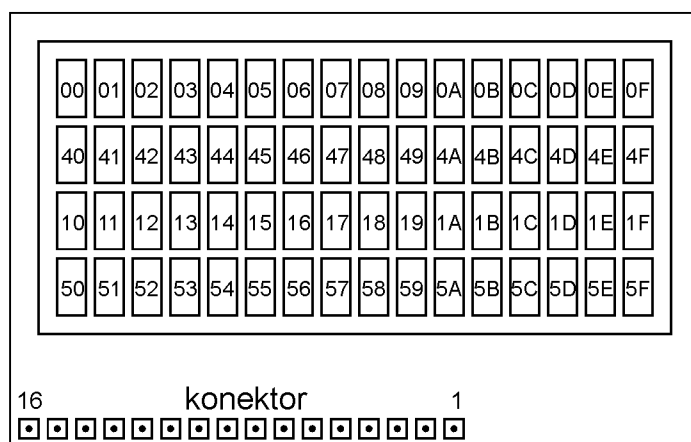 00 01 02 03 04 05 06 07 08 09 0A 0B 0C 0D 0E 0F
40 41 42 43 44 45 46 47 48 49 4A 4B 4C 4D 4E 4F
10 11 12 13 14 15 16 17 18 19 1A 1B 1C 1D 1E 1F
50 51 52 53 54 55 56 57 58 59 5A 5B 5C 5D 5E 5F
16 konektor 1